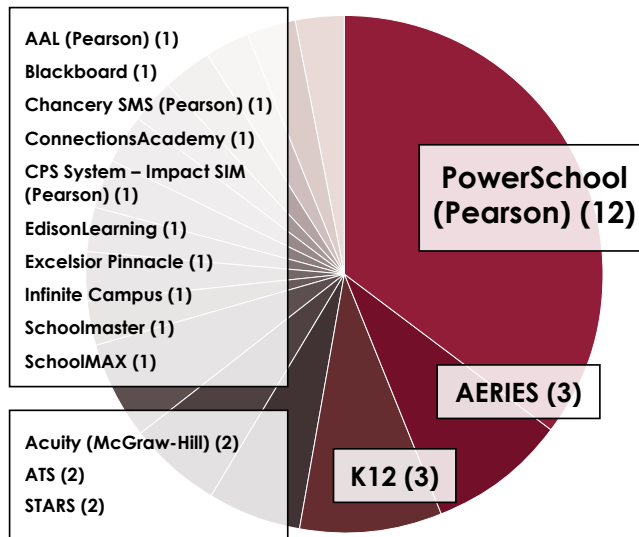 AAL (Pearson) (1)
Blackboard (1)
Chancery SMS (Pearson) (1)
ConnectionsAcademy (1)
CPS System – Impact SIM
(Pearson) (1)
EdisonLearning (1)
Excelsior Pinnacle (1)
Infinite Campus (1)
Schoolmaster (1)
SchoolMAX (1)
Acuity (McGraw-Hill) (2)
ATS (2)
STARS (2)
PowerSchool
(Pearson) (12)
AERIES (3)
K12 (3)